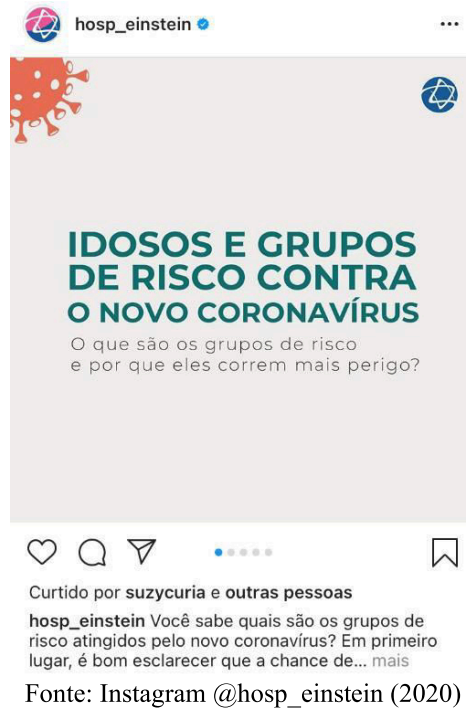 hosp_einstein
IDOSOS E GRUPOS
DE RISCO CONTRA
O NOVO CORONAVÍRUS
O que são os grupos de risco
e por que eles correm mais perigo?
Curtido por suzycuria e outras pessoas
hosp_einstein Você sabe quais são os grupos de
risco atingidos pelo novo coronavírus? Em primeiro
lugar, é bom esclarecer que a chance de... mais
Fonte: Instagram @hosp_einstein (2020)